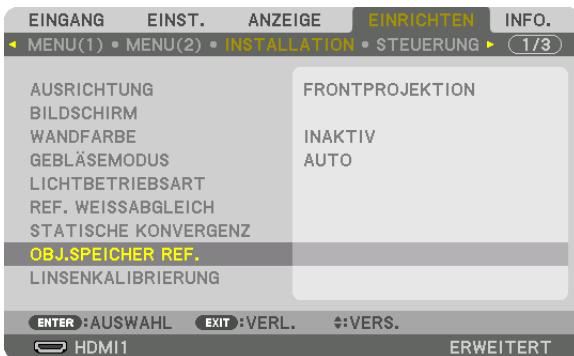 EINGANG EINST. ANZEIGE EINRICHTEN INFO.
MENU(1) • MENU(2) • INSTALLATION • STEUERUNG (1/3)
AUSRICHTUNG FRONTPROJEKTION
BILDSCHIRM
WANDFARBE INAKTIV
GEBLÄSEMODUS AUTO
LICHTBETRIEBSART
REF. WEISSABGLEICH
STATISCHE KONVERGENZ
OBJ.SPEICHER REF.
LINSENKALIBRIERUNG
ENTER :AUSWAHL EXIT :VERL. :VERS.
HDMI1 ERWEITERT